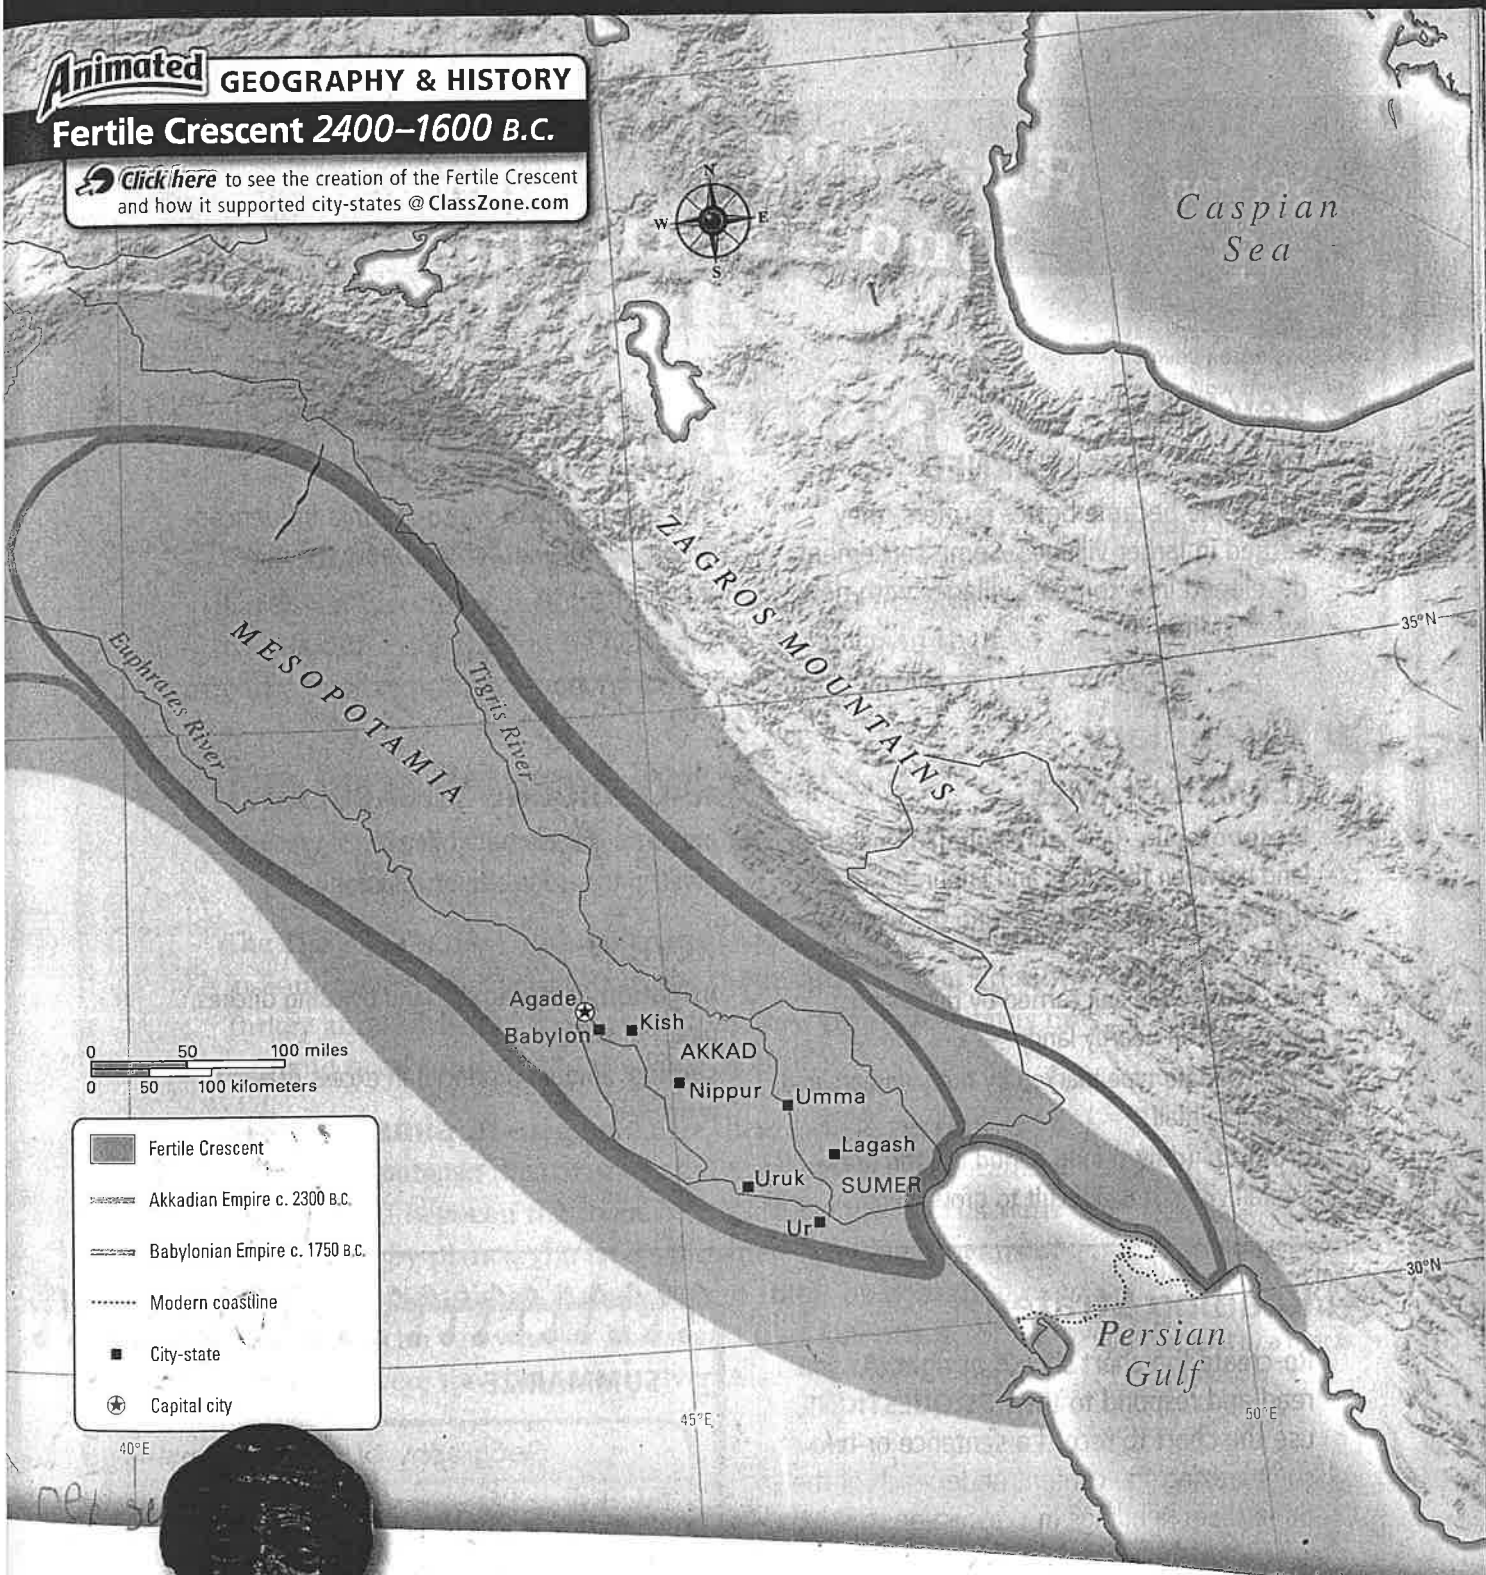 Animated GEOGRAPHY & HISTORY
Fertile Crescent 2400–1600 B.C.
Click here to see the creation of the Fertile Crescent
and how it supported city-states @ ClassZone.com
N
W
E
S
Caspian
Sea
ZAGROS MOUNTAINS
35°N
MESOPOTAMIA
Euphrates River
Tigris River
Agade
Babylon
Kish
AKKAD
Nippur
Umma
Lagash
Uruk
SUMER
Ur
0 50 100 miles
0 50 100 kilometers
Fertile Crescent
Akkadian Empire c. 2300 B.C.
Babylonian Empire c. 1750 B.C.
Modern coastline
City-state
Capital city
30°N
Persian
Gulf
40°E
45°E
50°E